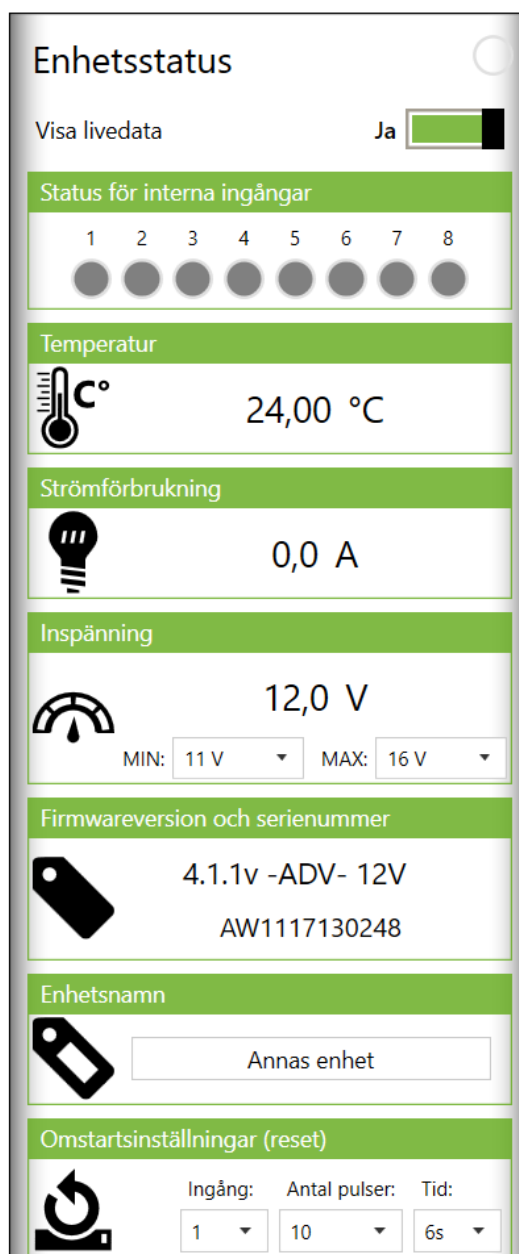 Enhetsstatus
Visa livedata Ja
Status för interna ingångar
1 2 3 4 5 6 7 8
Temperatur
C°
24,00 °C
Strömförbrukning
0,0 A
Inspänning
12,0 V
MIN: 11 V MAX: 16 V
Firmwareversion och serienummer
4.1.1v -ADV- 12V
AW1117130248
Enhetsnamn
Annas enhet
Omstartsinställningar (reset)
Ingång: Antal pulser: Tid:
1 10 6s